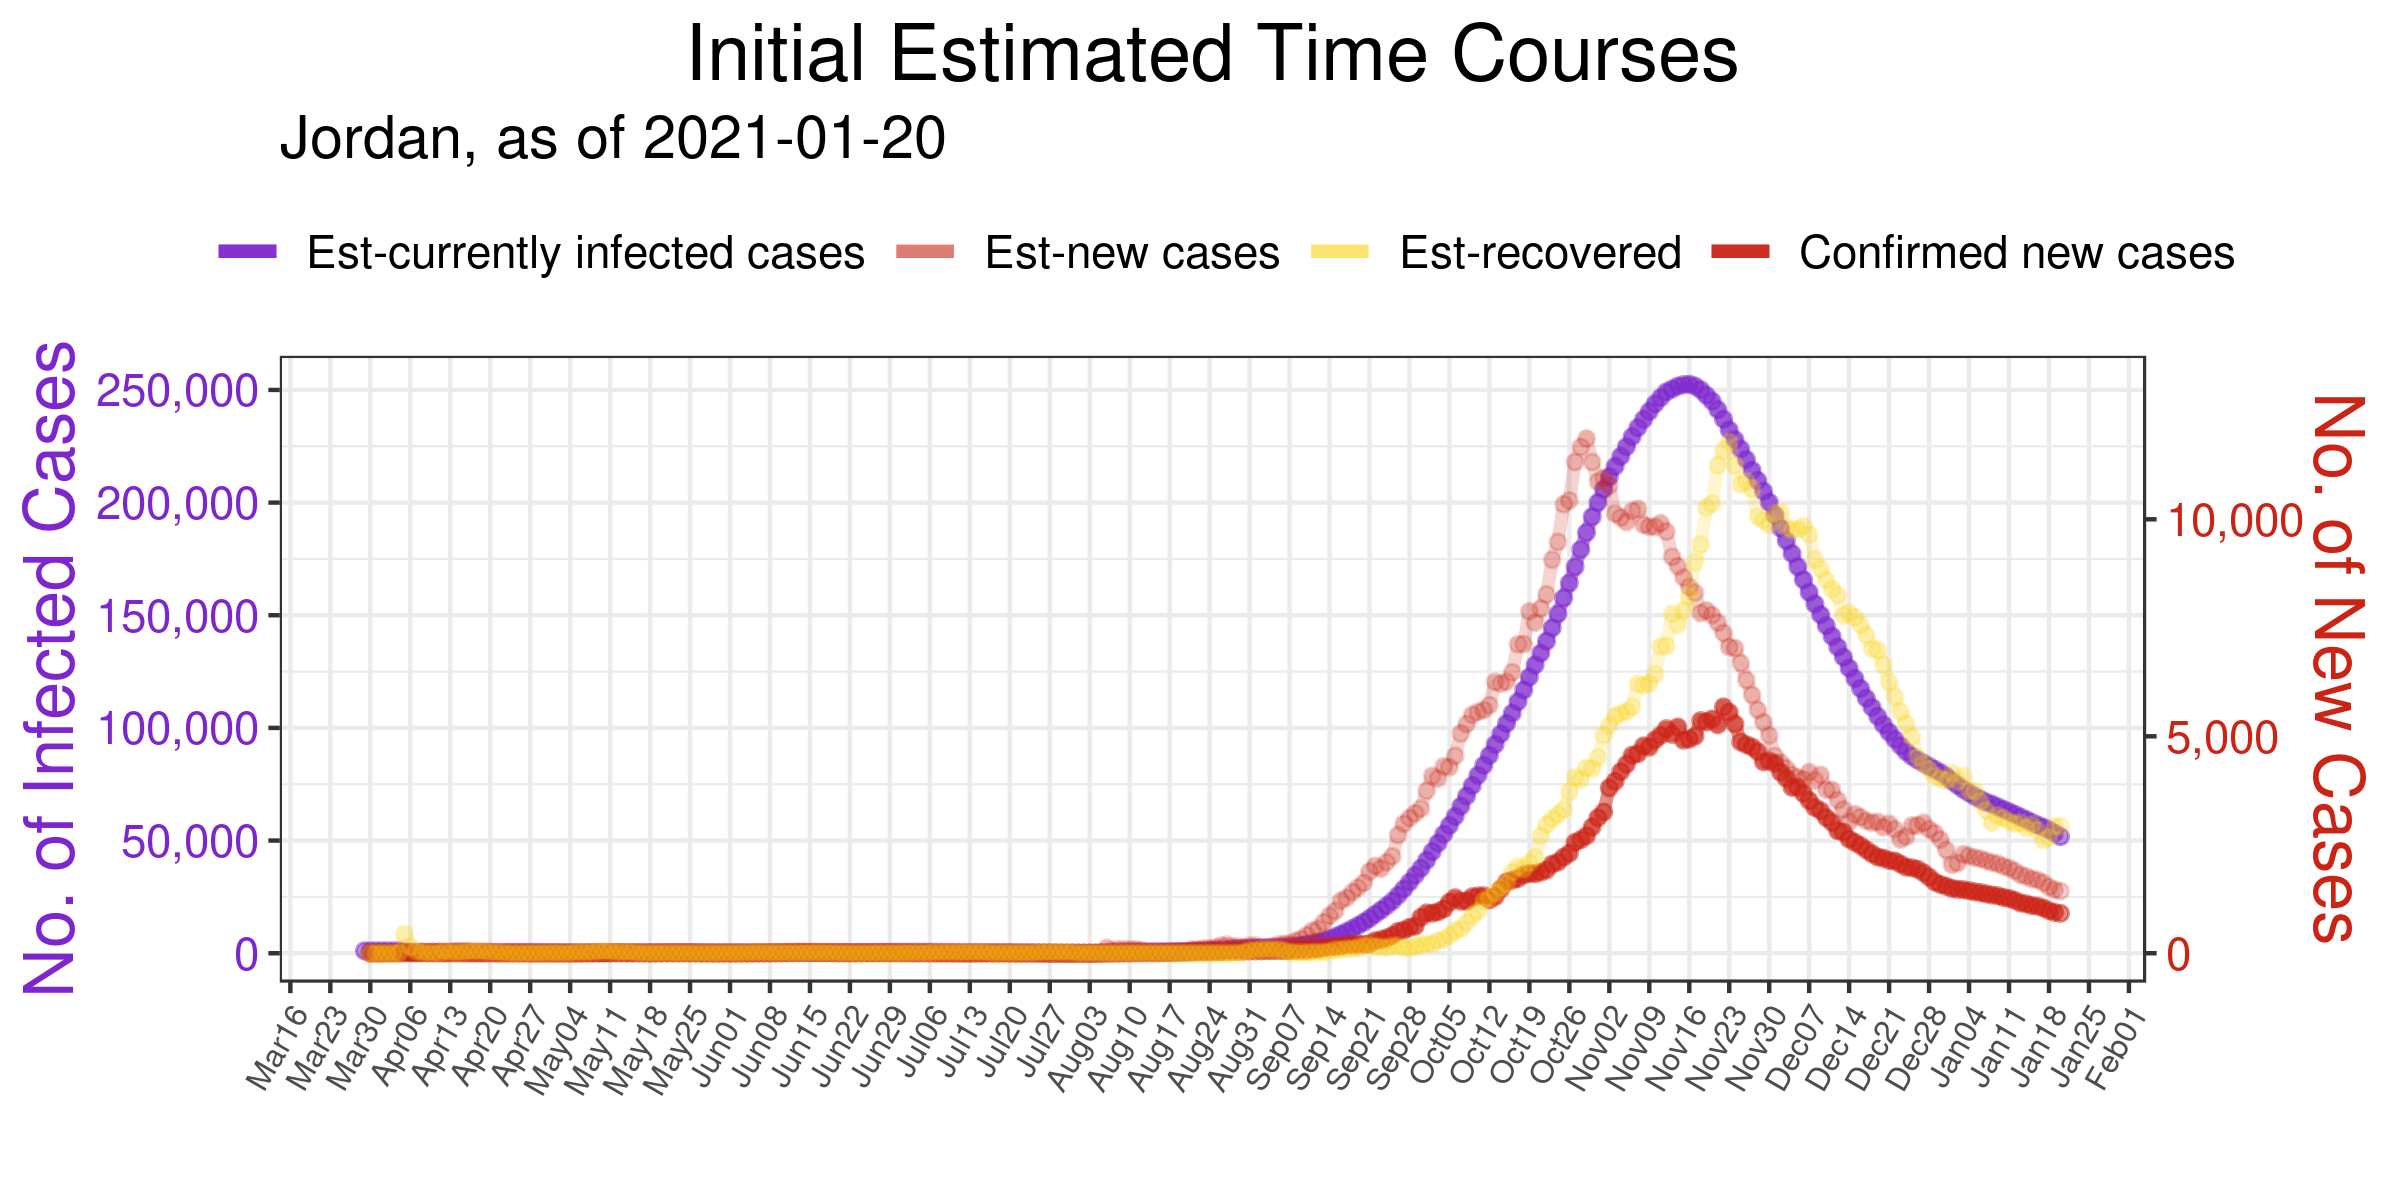 Initial Estimated Time Courses
Jordan, as of 2021-01-20
Est-currently infected cases Est-new cases Est-recovered Confirmed new cases
No. of Infected Cases
250,000
200,000
150,000
100,000
50,000
0
No. of New Cases
10,000
5,000
0
Mar16 Mar23 Mar30 Apr06 Apr13 Apr20 Apr27 May04 May11 May18 May25 Jun01 Jun08 Jun15 Jun22 Jun29 Jul06 Jul13 Jul20 Jul27 Aug03 Aug10 Aug17 Aug24 Aug31 Sep07 Sep14 Sep21 Sep28 Oct05 Oct12 Oct19 Oct26 Nov02 Nov09 Nov16 Nov23 Nov30 Dec07 Dec14 Dec21 Dec28 Jan04 Jan11 Jan18 Jan25 Feb01